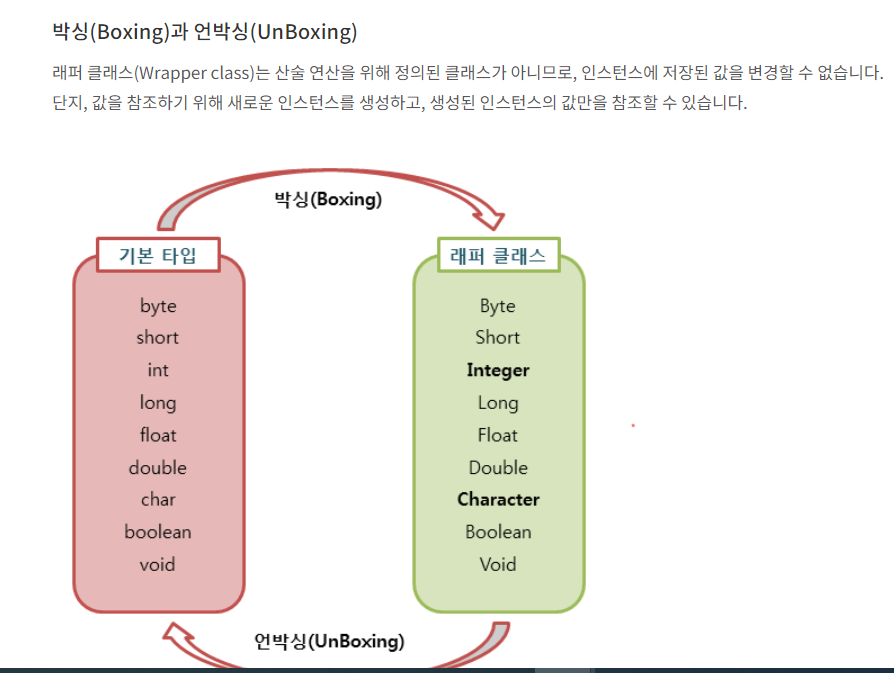 박싱(Boxing)과 언박싱(UnBoxing)
래퍼 클래스(Wrapper class)는 산술 연산을 위해 정의된 클래스가 아니므로, 인스턴스에 저장된 값을 변경할 수 없습니다.
단지, 값을 참조하기 위해 새로운 인스턴스를 생성하고, 생성된 인스턴스의 값만을 참조할 수 있습니다.
박싱(Boxing)
기본 타입
byte
short
int
long
float
double
char
boolean
void
래퍼 클래스
Byte
Short
Integer
Long
Float
Double
Character
Boolean
Void
언박싱(UnBoxing)